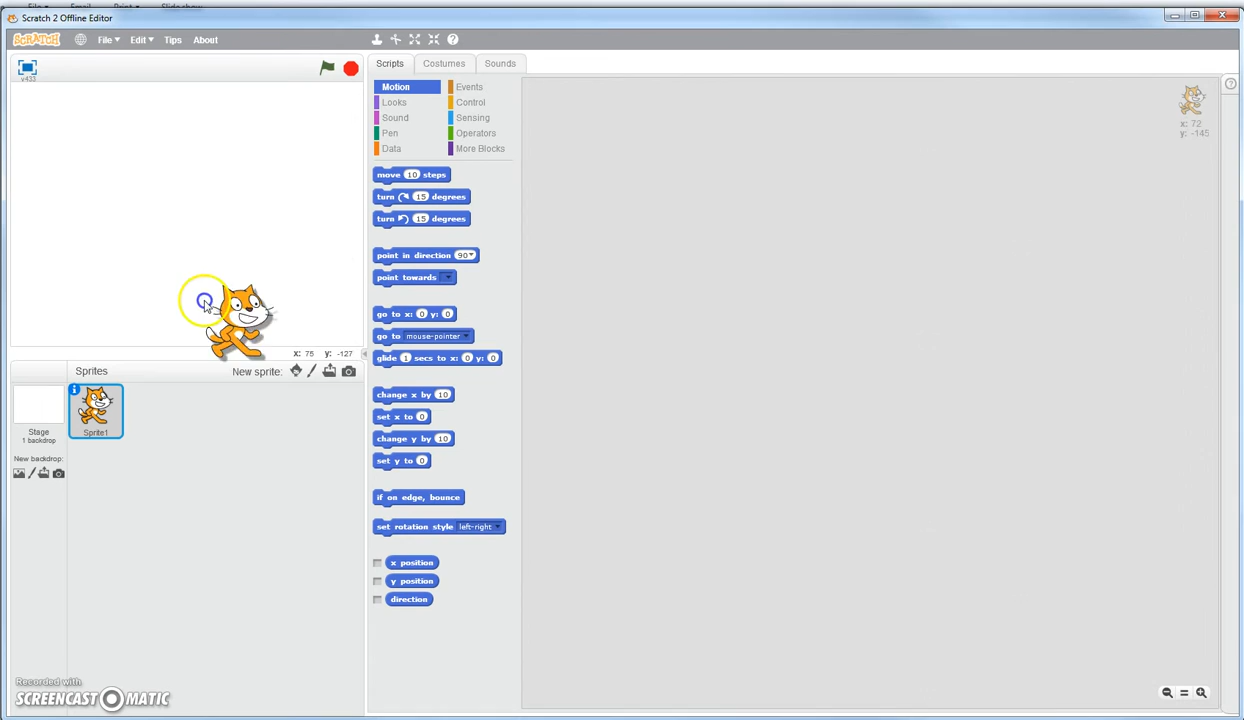 Scratch 2 Offline Editor
SCRATCH File Edit Tips About
v433
Scripts Costumes Sounds
Motion Events
Looks Control
Sound Sensing
Pen Operators
Data More Blocks
x: 72
y: -145
move 10 steps
turn 15 degrees
turn 15 degrees
point in direction 90
point towards
go to x: 0 y: 0
go to mouse-pointer
glide 1 secs to x: 0 y: 0
change x by 10
set x to 0
change y by 10
set y to 0
if on edge, bounce
set rotation style left-right
x position
y position
direction
x: 75 y: -127
Sprites New sprite:
Stage
1 backdrop
Sprite1
New backdrop:
Recorded with
SCREENCAST MATIC